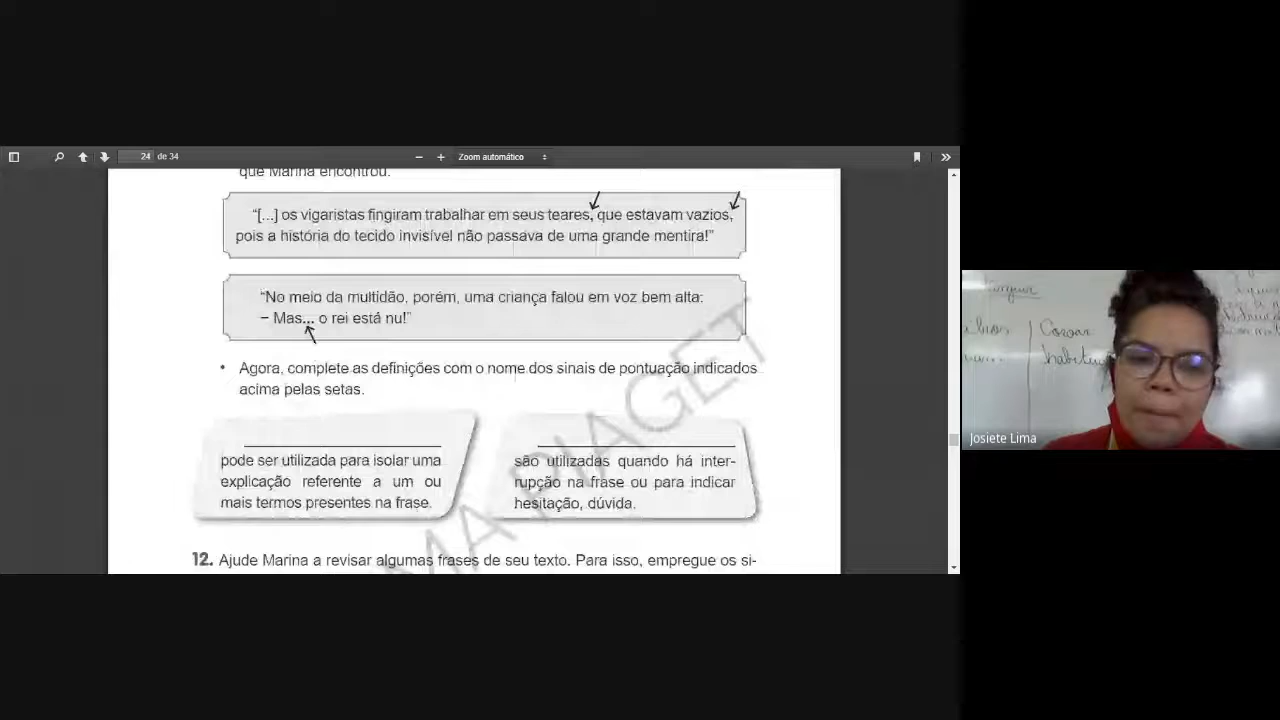 24 de 34
Zoom automático
que Marina encontrou.
“[...] os vigaristas fingiram trabalhar em seus teares, que estavam vazios,
pois a história do tecido invisível não passava de uma grande mentira!”
“No meio da multidão, porém, uma criança falou em voz bem alta:
– Mas... o rei está nu!”
• Agora, complete as definições com o nome dos sinais de pontuação indicados
acima pelas setas.
pode ser utilizada para isolar uma
explicação referente a um ou
mais termos presentes na frase.
são utilizadas quando há inter-
rupção na frase ou para indicar
hesitação, dúvida.
12. Ajude Marina a revisar algumas frases de seu texto. Para isso, empregue os si-
MA PIAGET
Coroar
Josiete Lima